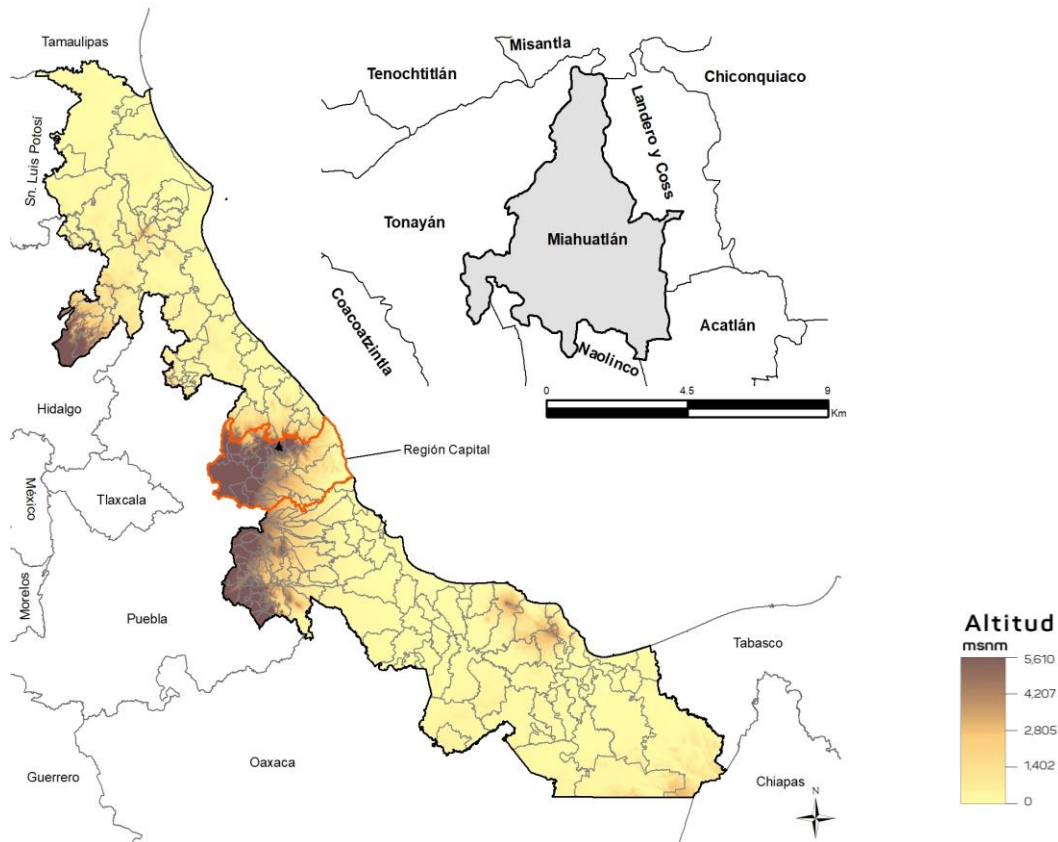 Tamaulipas
Sn. Luis Potosí
Misantla
Tenochtitlán
Chiconquiaco
Landero y Coss
Tonayán
Miahuatlán
Coacoatzintla
Acatlán
Naolinco
0
4.5
9
Km
Hidalgo
Región Capital
México
Tlaxcala
Morelos
Puebla
Tabasco
Oaxaca
Guerrero
Chiapas
N
Altitud
msnm
5,610
4,207
2,805
1402
0